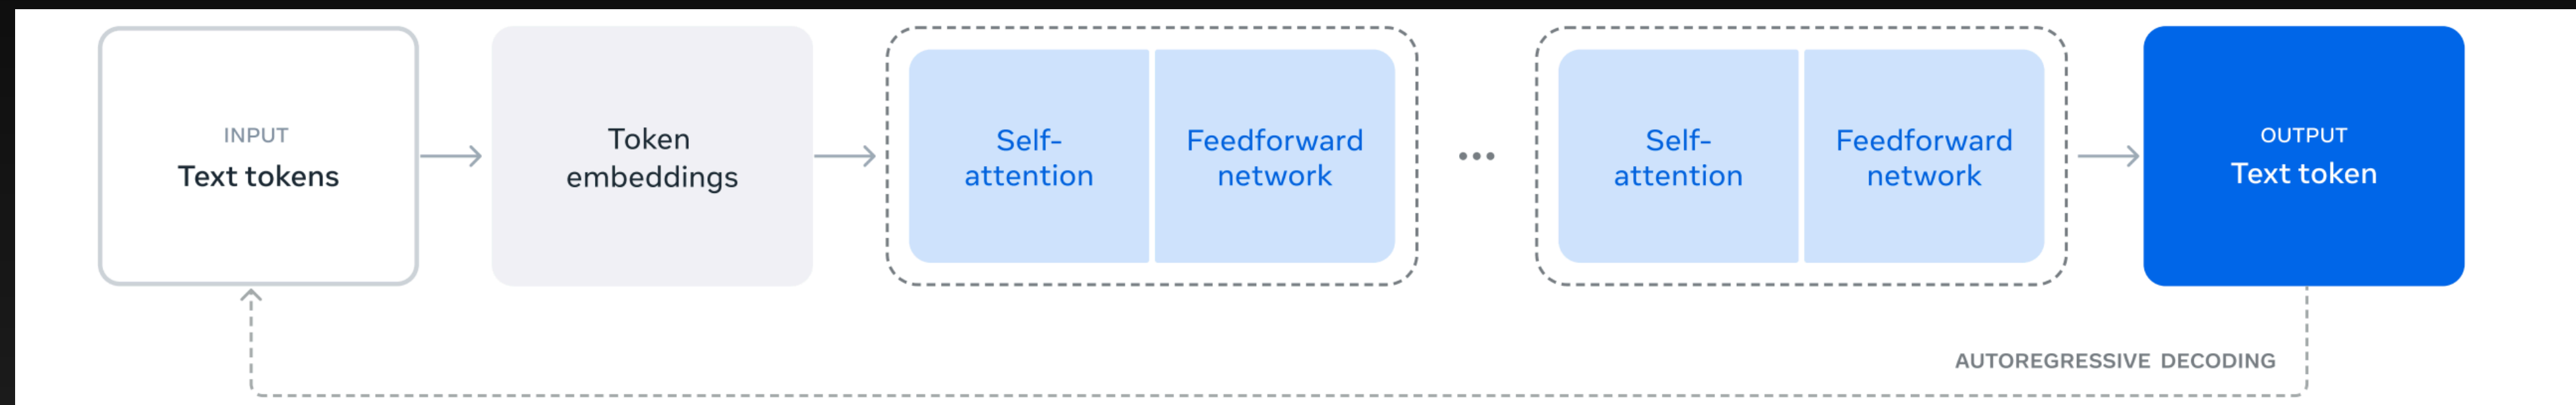 INPUT
Text tokens
Token
embeddings
Self-
attention
Feedforward
network
Self-
attention
Feedforward
network
OUTPUT
Text token
AUTOREGRESSIVE DECODING